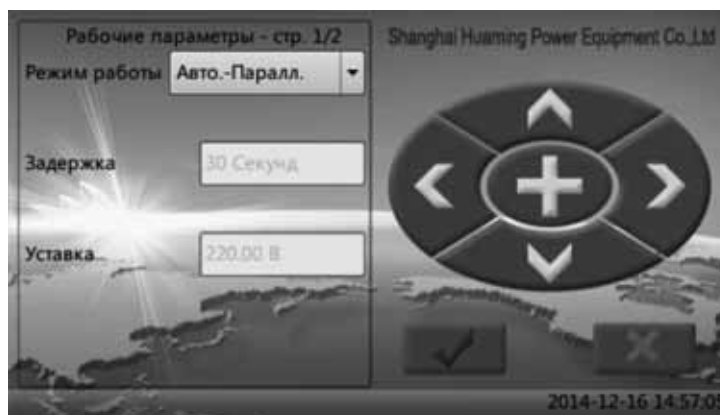 Рабочие параметры - стр. 1/2
Режим работы Авто.-Паралл.
Задержка 30 Секунд
Уставка 220.00 В
Shanghai Huaming Power Equipment Co.,Ltd
2014-12-16 14:57:05